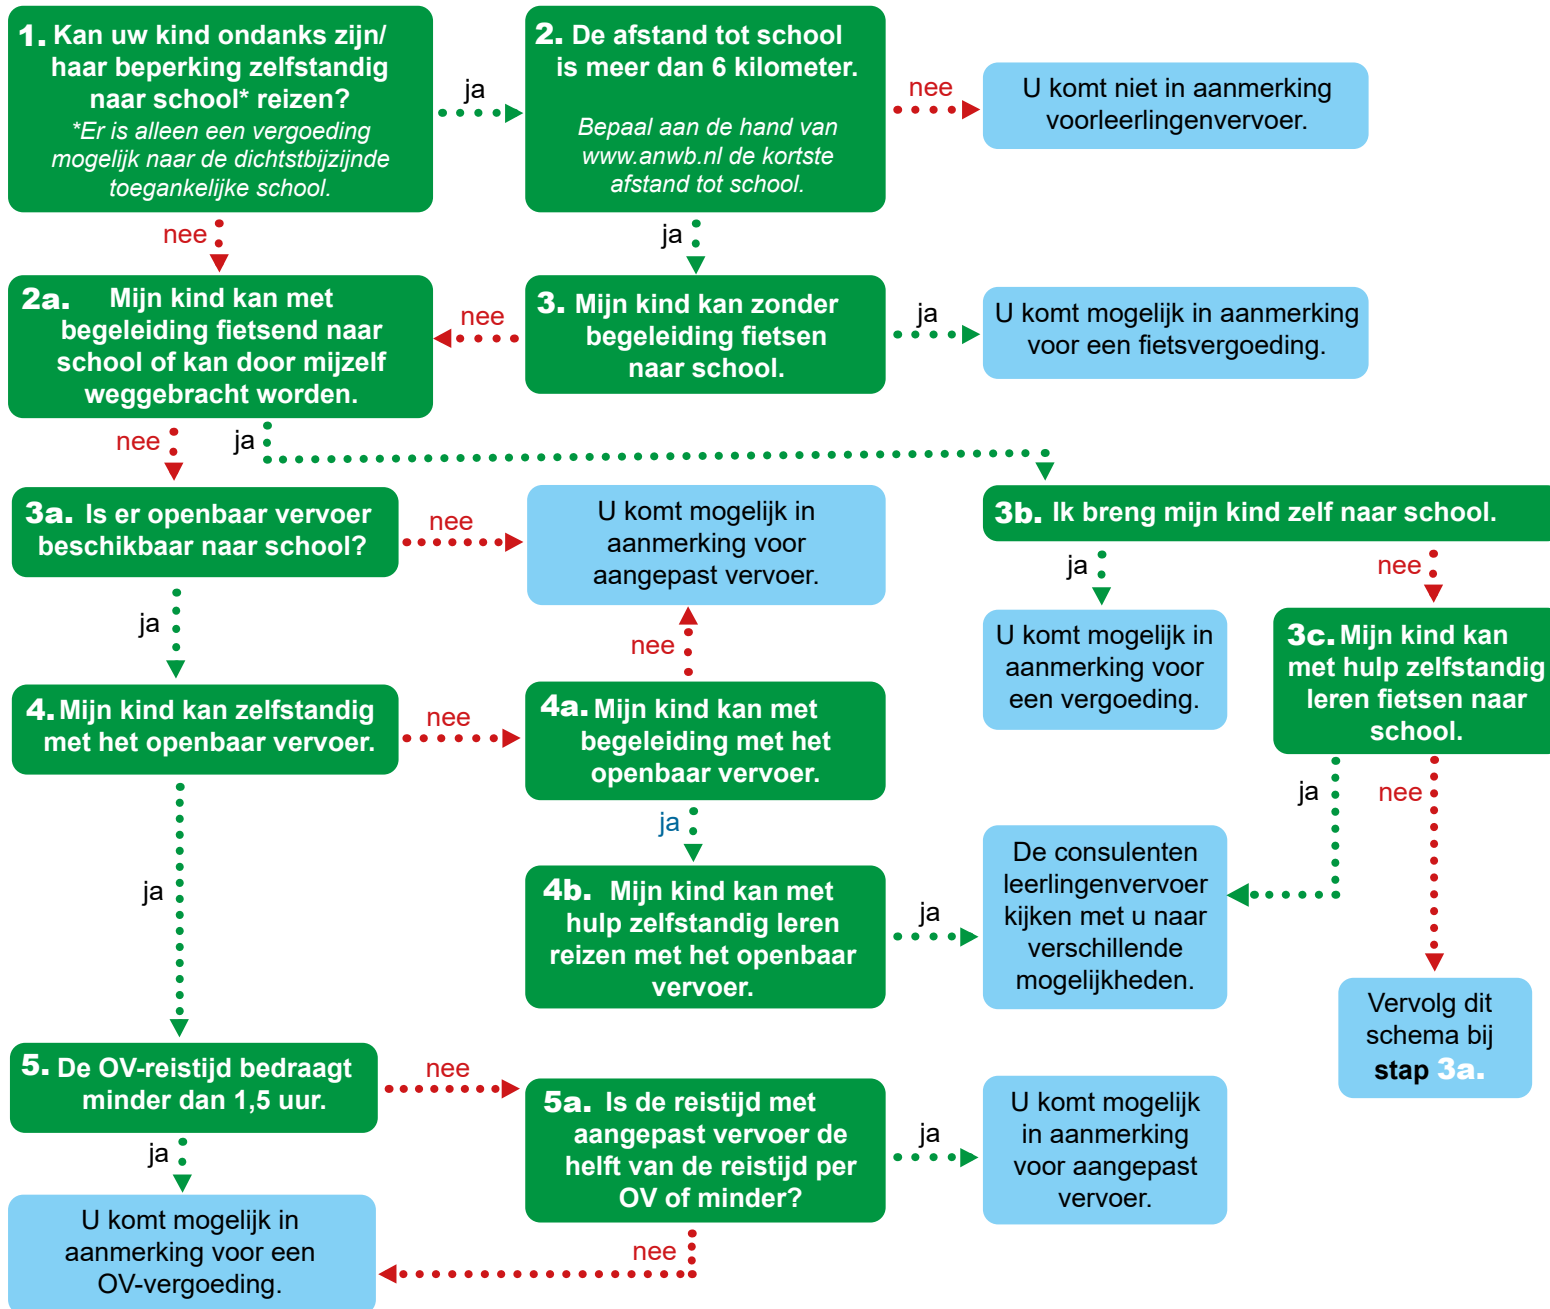 1. Kan uw kind ondanks zijn/
haar beperking zelfstandig
naar school* reizen?
*Er is alleen een vergoeding
mogelijk naar de dichtstbijzijnde
toegankelijke school.
ja
2. De afstand tot school
is meer dan 6 kilometer.
Bepaal aan de hand van
www.anwb.nl de kortste
afstand tot school.
nee
U komt niet in aanmerking
voorleerlingenvervoer.
nee
ja
2a. Mijn kind kan met
begeleiding fietsend naar
school of kan door mijzelf
weggebracht worden.
nee
3. Mijn kind kan zonder
begeleiding fietsen
naar school.
ja
U komt mogelijk in aanmerking
voor een fietsvergoeding.
nee
ja
3a. Is er openbaar vervoer
beschikbaar naar school?
nee
U komt mogelijk in
aanmerking voor
aangepast vervoer.
3b. Ik breng mijn kind zelf naar school.
ja
nee
ja
nee
U komt mogelijk in
aanmerking voor
een vergoeding.
3c. Mijn kind kan
met hulp zelfstandig
leren fietsen naar
school.
4. Mijn kind kan zelfstandig
met het openbaar vervoer.
nee
4a. Mijn kind kan met
begeleiding met het
openbaar vervoer.
ja
nee
ja
ja
4b. Mijn kind kan met
hulp zelfstandig leren
reizen met het openbaar
vervoer.
ja
De consulenten
leerlingenvervoer
kijken met u naar
verschillende
mogelijkheden.
Vervolg dit
schema bij
stap 3a.
5. De OV-reistijd bedraagt
minder dan 1,5 uur.
nee
5a. Is de reistijd met
aangepast vervoer de
helft van de reistijd per
OV of minder?
ja
U komt mogelijk
in aanmerking
voor aangepast
vervoer.
ja
U komt mogelijk in
aanmerking voor een
OV-vergoeding.
nee